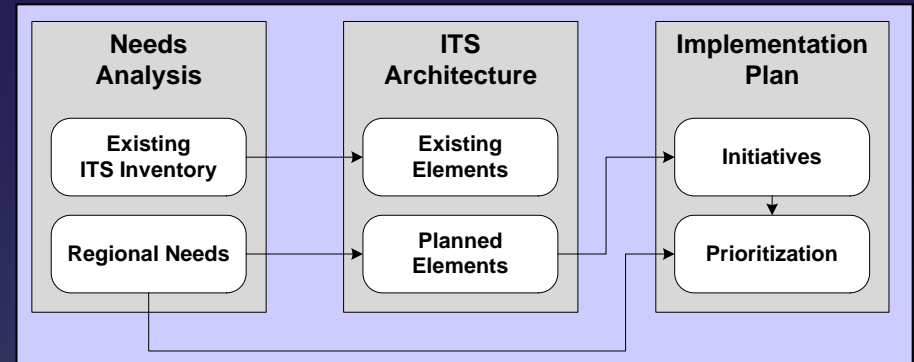 Needs
Analysis
Existing
ITS Inventory
Regional Needs
ITS
Architecture
Existing
Elements
Planned
Elements
Implementation
Plan
Initiatives
Prioritization